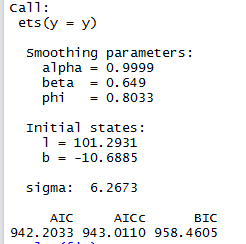 Call:
ets(y = y)
Smoothing parameters:
alpha = 0.9999
beta = 0.649
phi = 0.8033
Initial states:
l = 101.2931
b = -10.6885
sigma: 6.2673
AIC AICc BIC
942.2033 943.0110 958.4605